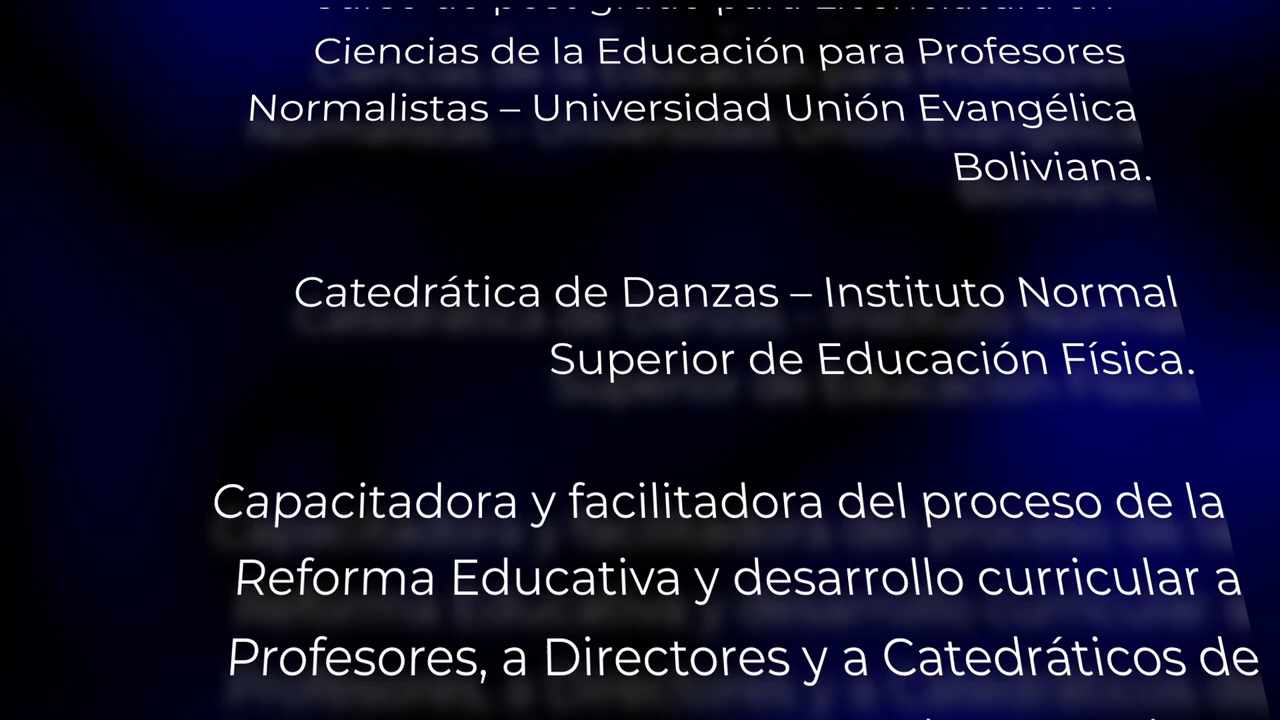 Ciencias de la Educación para Profesores
Normalistas – Universidad Unión Evangélica
Boliviana.
Catedrática de Danzas – Instituto Normal
Superior de Educación Física.
Capacitadora y facilitadora del proceso de la
Reforma Educativa y desarrollo curricular a
Profesores, a Directores y a Catedráticos de